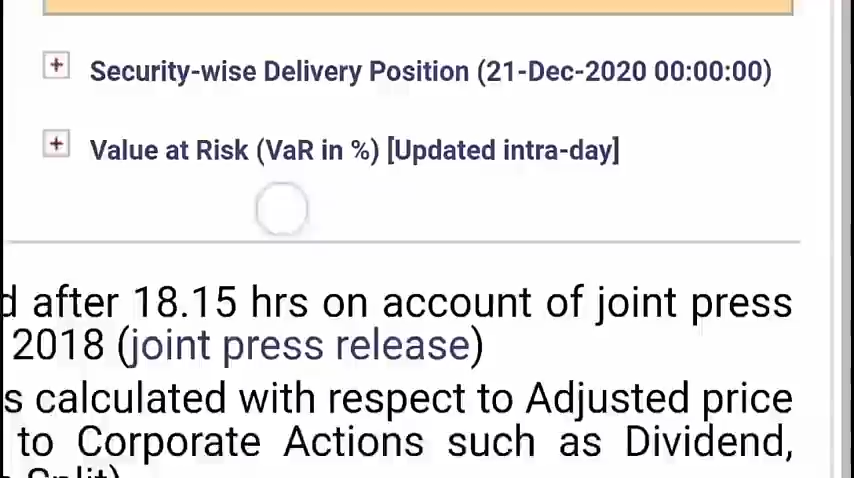 Security-wise Delivery Position (21-Dec-2020 00:00:00)
Value at Risk (VaR in %) [Updated intra-day]
d after 18.15 hrs on account of joint press
2018 (joint press release)
s calculated with respect to Adjusted price
to Corporate Actions such as Dividend,
Split)